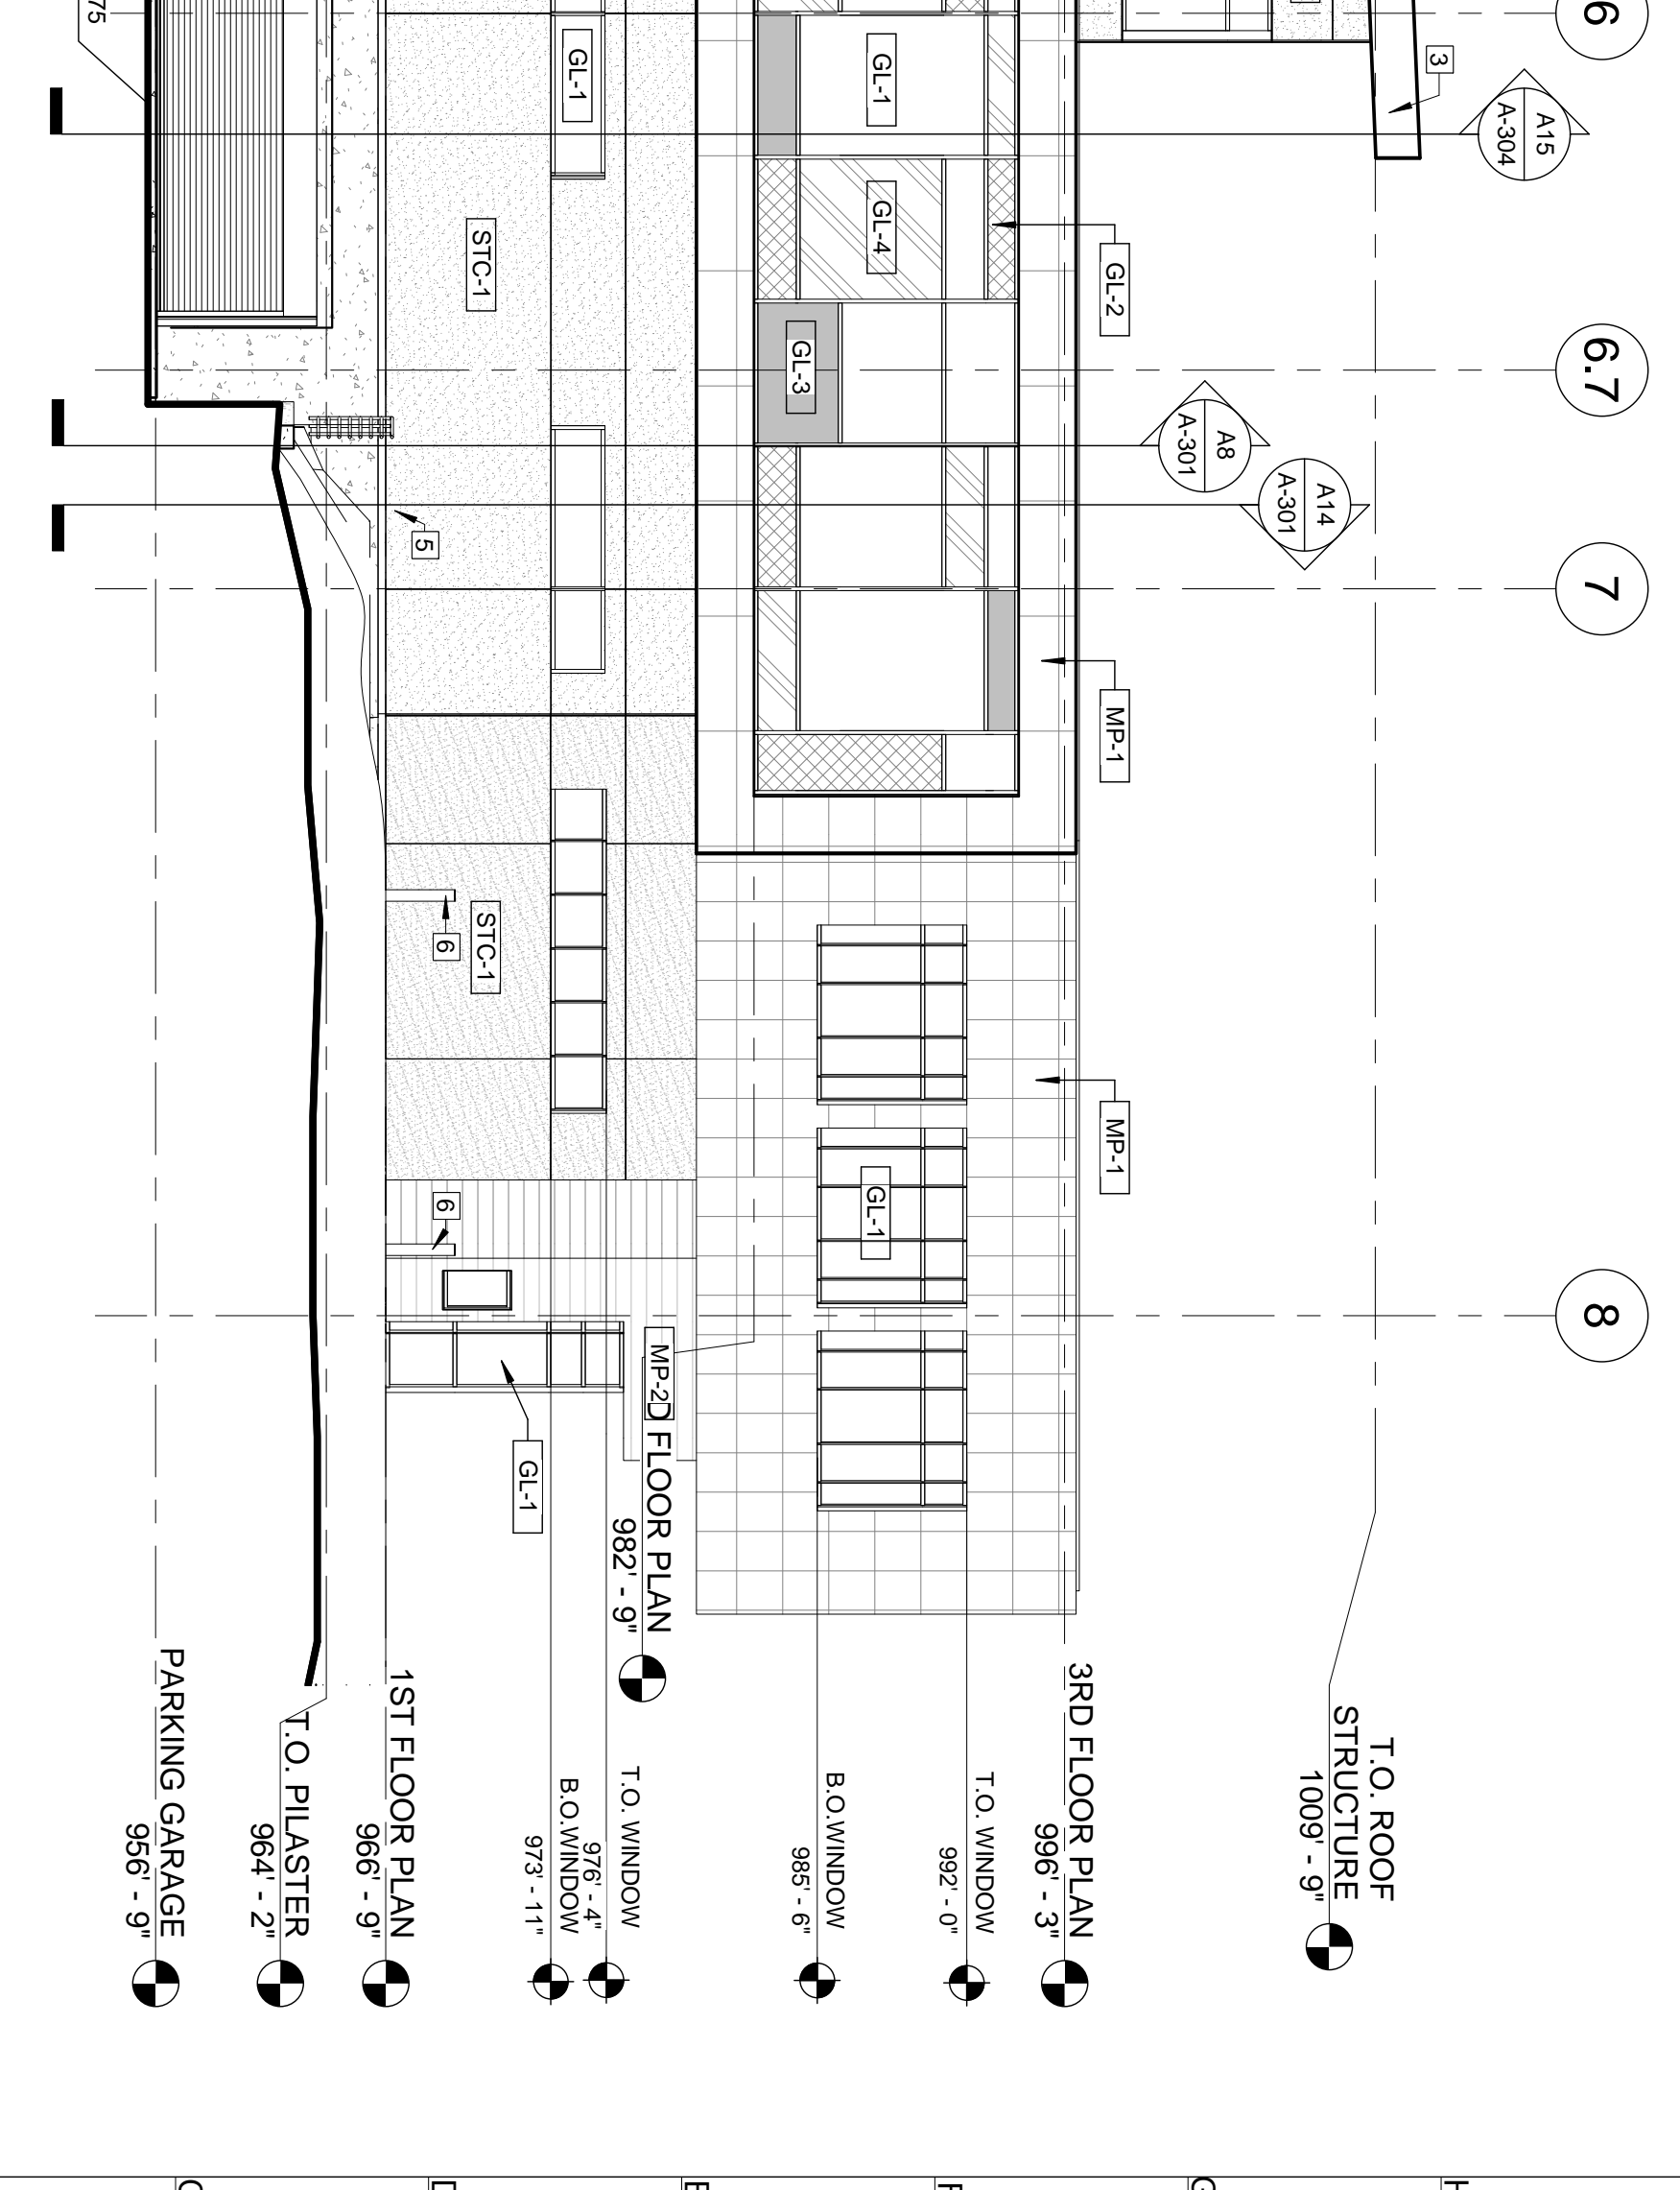 6
6.7
7
8
3
A15
A-304
A8
A-301
A14
A-301
GL-2
MP-1
MP-1
GL-1
GL-1
GL-4
GL-3
GL-1
STC-1
STC-1
5
6
6
GL-1
MP-2
D FLOOR PLAN
982' - 9"
GL-1
75
T.O. ROOF
STRUCTURE
1009' - 9"
3RD FLOOR PLAN
996' - 3"
T.O. WINDOW
992' - 0"
B.O.WINDOW
985' - 6"
T.O. WINDOW
976' - 4"
B.O.WINDOW
973' - 11"
1ST FLOOR PLAN
966' - 9"
T.O. PILASTER
964' - 2"
PARKING GARAGE
956' - 9"